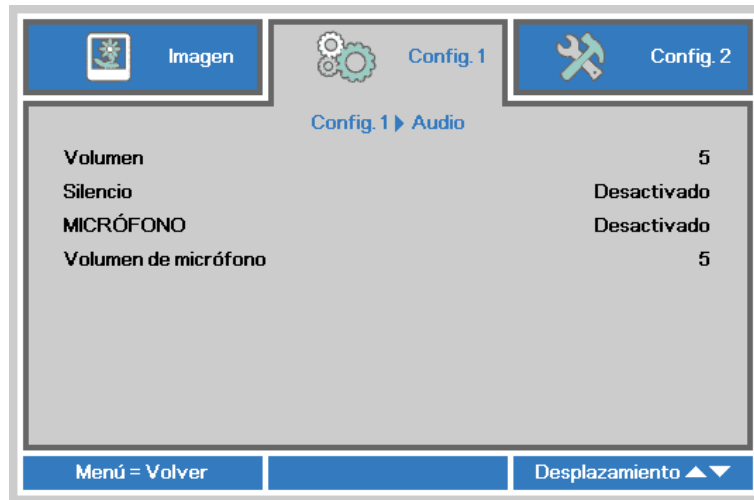 Imagen Config. 1 Config. 2
Config. 1 ▶ Audio
Volumen 5
Silencio Desactivado
MICRÓFONO Desactivado
Volumen de micrófono 5
Menú = Volver Desplazamiento ▲▼